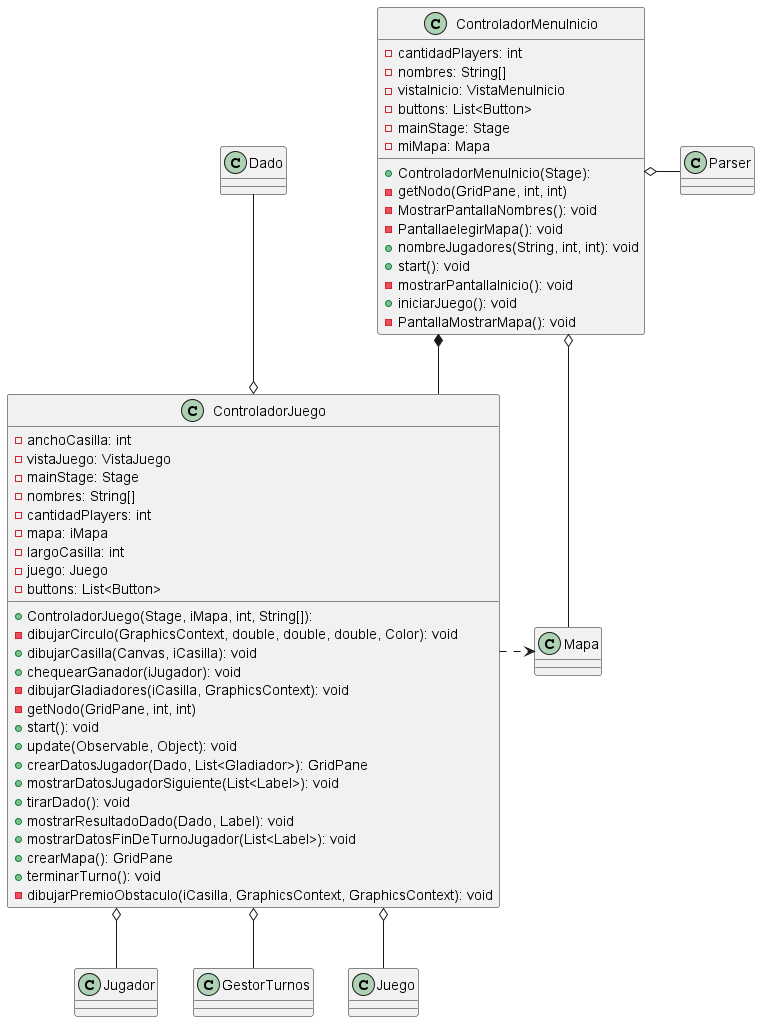 C ControladorMenuInicio
cantidadPlayers: int
nombres: String[]
vistaInicio: VistaMenuInicio
buttons: List<Button>
mainStage: Stage
miMapa: Mapa
ControladorMenuInicio(Stage):
getNodo(GridPane, int, int)
MostrarPantallaNombres(): void
PantallaelegirMapa(): void
nombreJugadores(String, int, int): void
start(): void
mostrarPantallaInicio(): void
iniciarJuego(): void
PantallaMostrarMapa(): void
C Dado
C Parser
C ControladorJuego
anchoCasilla: int
vistaJuego: VistaJuego
mainStage: Stage
nombres: String[]
cantidadPlayers: int
mapa: iMapa
largoCasilla: int
juego: Juego
buttons: List<Button>
ControladorJuego(Stage, iMapa, int, String[]):
dibujarCirculo(GraphicsContext, double, double, double, Color): void
dibujarCasilla(Canvas, iCasilla): void
chequearGanador(iJugador): void
dibujarGladiadores(iCasilla, GraphicsContext): void
getNodo(GridPane, int, int)
start(): void
update(Observable, Object): void
crearDatosJugador(Dado, List<Gladiador>): GridPane
mostrarDatosJugadorSiguiente(List<Label>): void
tirarDado(): void
mostrarResultadoDado(Dado, Label): void
mostrarDatosFinDeTurnoJugador(List<Label>): void
crearMapa(): GridPane
terminarTurno(): void
dibujarPremioObstaculo(iCasilla, GraphicsContext, GraphicsContext): void
C Mapa
C Jugador
C GestorTurnos
C Juego